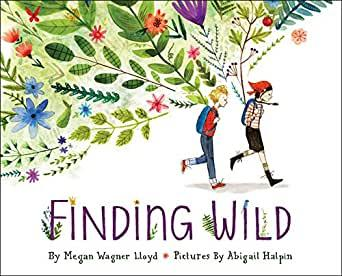 FINDING WILD
By Megan Wagner Lloyd • Pictures By Abigail Halpin